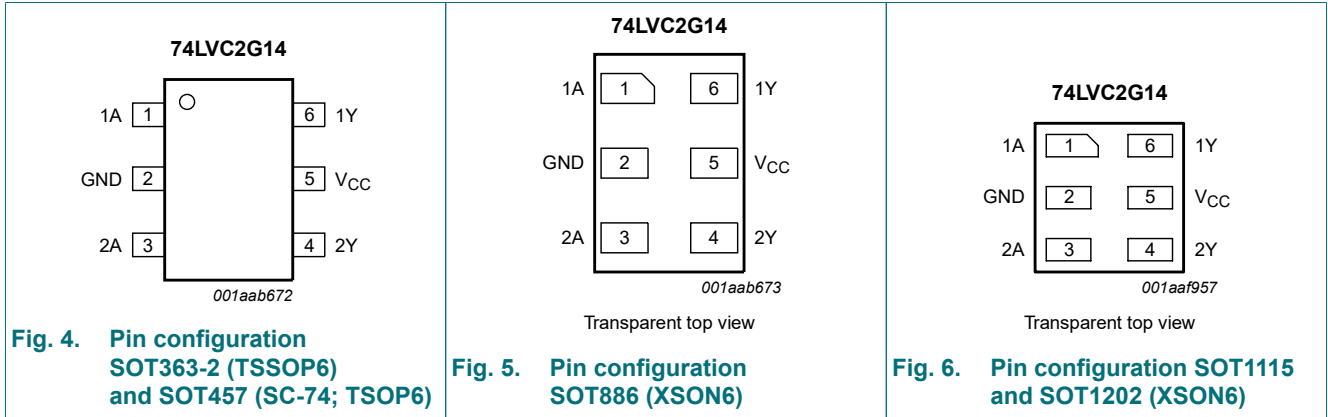 74LVC2G14
1A 1 6 1Y
GND 2 5 VCC
2A 3 4 2Y
001aab672
Fig. 4. Pin configuration
SOT363-2 (TSSOP6)
and SOT457 (SC-74; TSOP6)
74LVC2G14
1A 1 6 1Y
GND 2 5 VCC
2A 3 4 2Y
001aab673
Transparent top view
Fig. 5. Pin configuration
SOT886 (XSON6)
74LVC2G14
1A 1 6 1Y
GND 2 5 VCC
2A 3 4 2Y
001aaf957
Transparent top view
Fig. 6. Pin configuration SOT1115
and SOT1202 (XSON6)